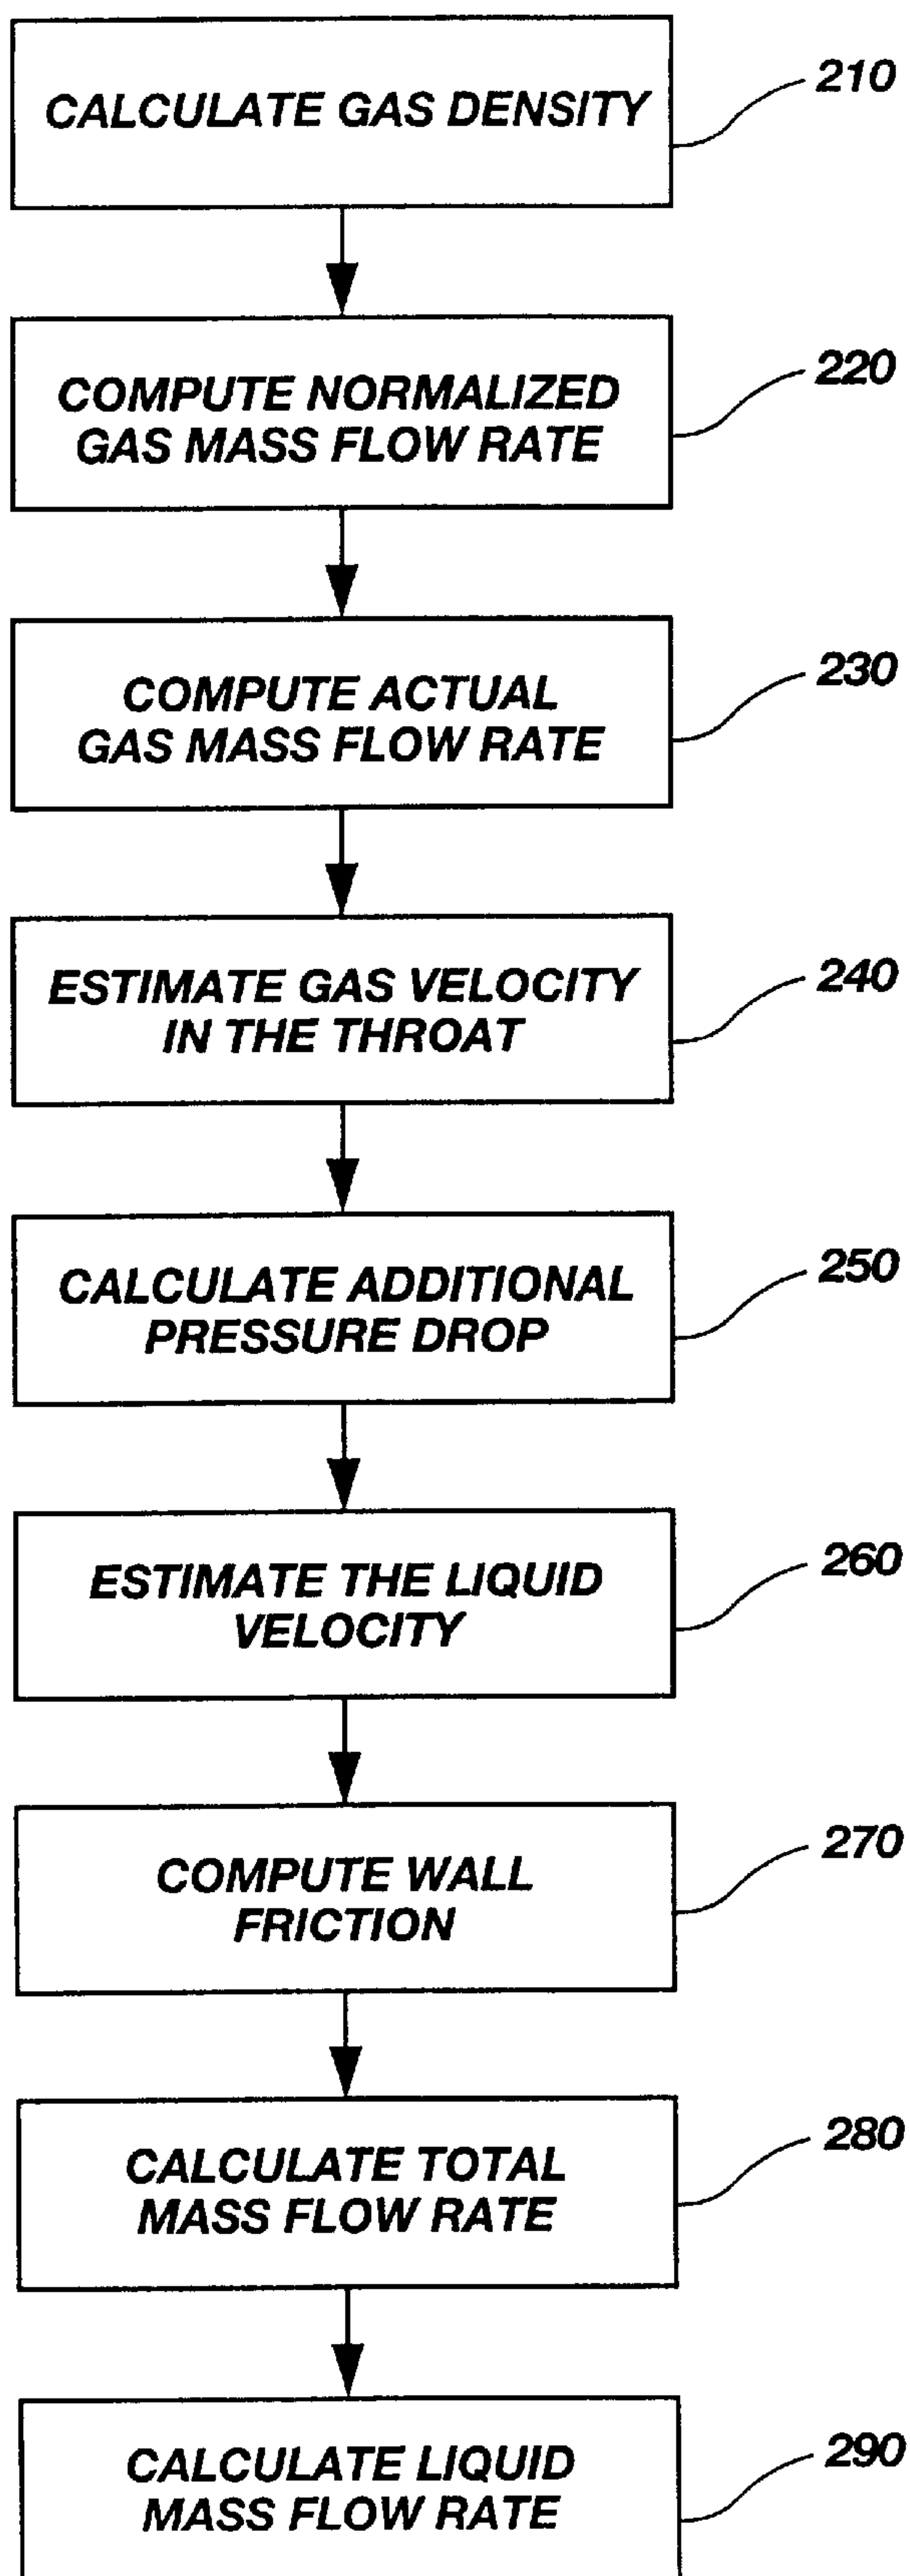 CALCULATE GAS DENSITY
210
COMPUTE NORMALIZED
GAS MASS FLOW RATE
220
COMPUTE ACTUAL
GAS MASS FLOW RATE
230
ESTIMATE GAS VELOCITY
IN THE THROAT
240
CALCULATE ADDITIONAL
PRESSURE DROP
250
ESTIMATE THE LIQUID
VELOCITY
260
COMPUTE WALL
FRICTION
270
CALCULATE TOTAL
MASS FLOW RATE
280
CALCULATE LIQUID
MASS FLOW RATE
290